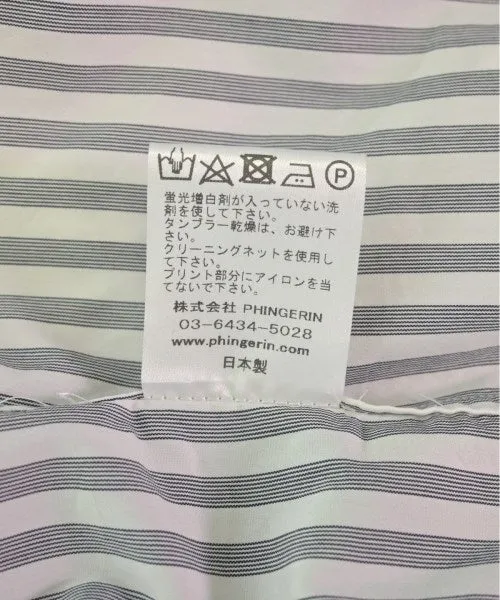 P
蛍光増白剤が入っていない洗
剤を使して下さい。
タンブラー乾燥は、お避け下
さい。
クリーニングネットを使用し
て下さい。
プリント部分にアイロンを当
てないで下さい。
株式会社 PHINGERIN
03-6434-5028
www.phingerin.com
日本製